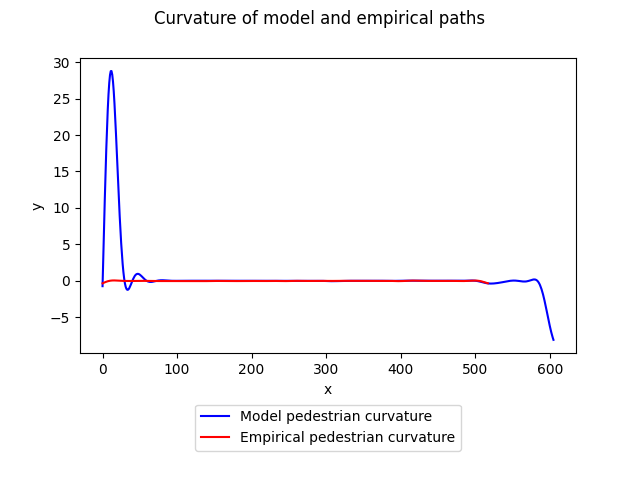 Curvature of model and empirical paths
30
25
20
15
10
5
0
−5
y
0 100 200 300 400 500 600
x
Model pedestrian curvature
Empirical pedestrian curvature